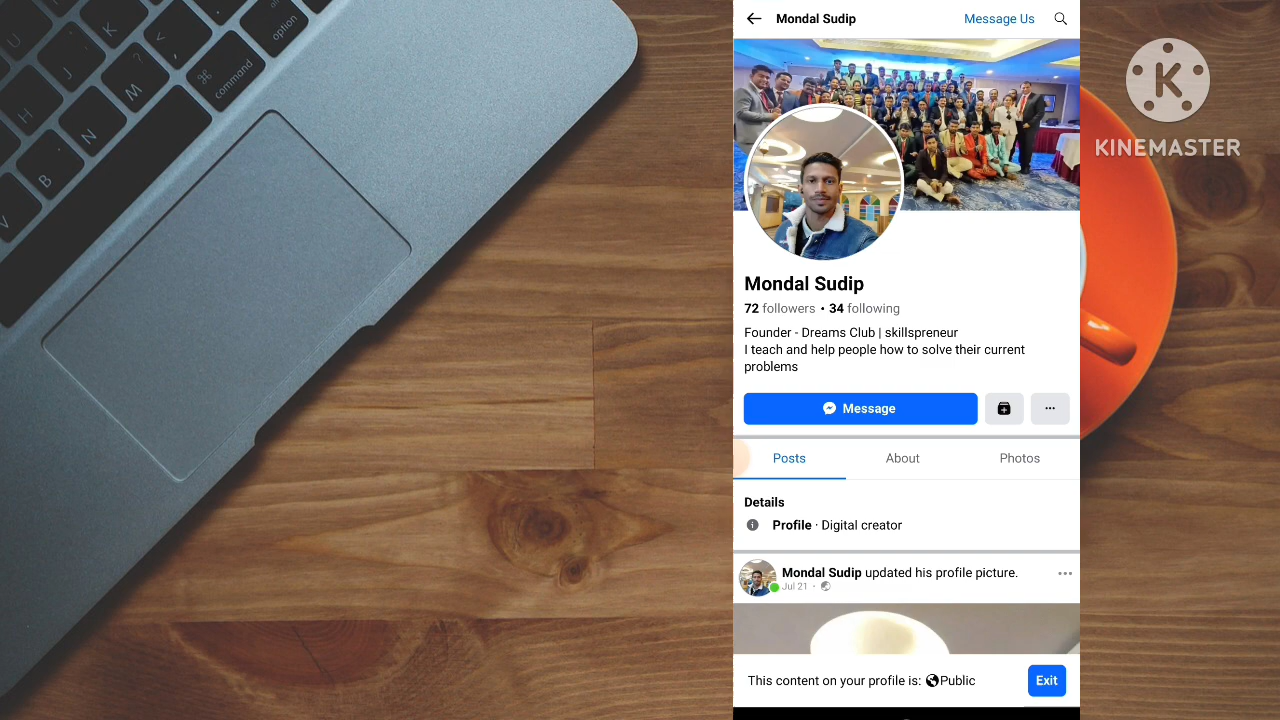 U
J
K
<
option
H
N
M
?
⌘
command
B
V
Mondal Sudip
Message Us
Mondal Sudip
72 followers • 34 following
Founder - Dreams Club | skillspreneur
I teach and help people how to solve their current
problems
Message
Posts
About
Photos
Details
Profile · Digital creator
Mondal Sudip updated his profile picture.
Jul 21 ·
This content on your profile is: Public
Exit
K
KINEMASTER